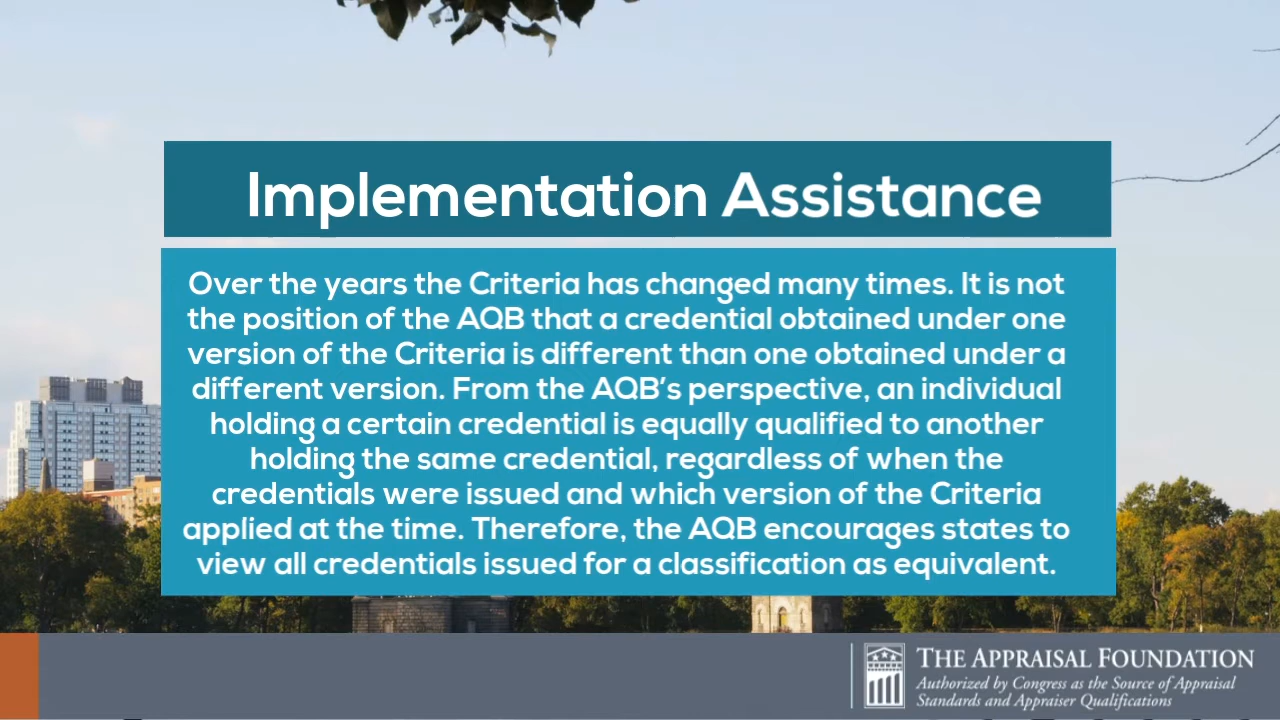 Implementation Assistance
Over the years the Criteria has changed many times. It is not
the position of the AQB that a credential obtained under one
version of the Criteria is different than one obtained under a
different version. From the AQB's perspective, an individual
holding a certain credential is equally qualified to another
holding the same credential, regardless of when the
credentials were issued and which version of the Criteria
applied at the time. Therefore, the AQB encourages states to
view all credentials issued for a classification as equivalent.
THE APPRAISAL FOUNDATION
Authorized by Congress as the Source of Appraisal
Standards and Appraiser Qualifications